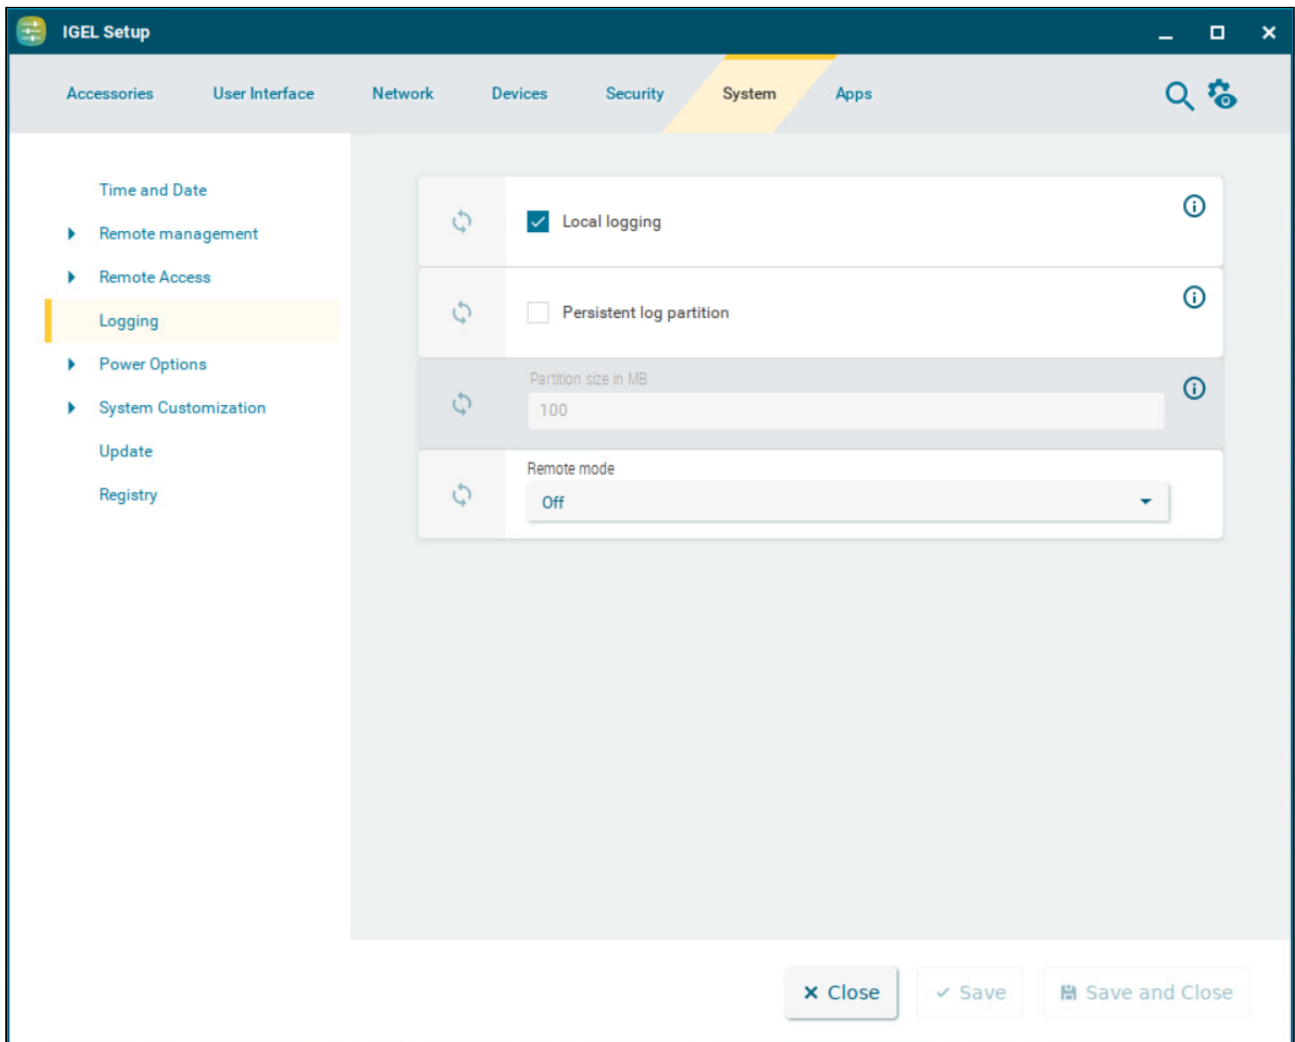 IGEL Setup
Accessories User Interface Network Devices Security System Apps
Time and Date
Remote management
Remote Access
Logging
Power Options
System Customization
Update
Registry
Local logging
Persistent log partition
Partition size in MB
100
Remote mode
Off
Close Save Save and Close